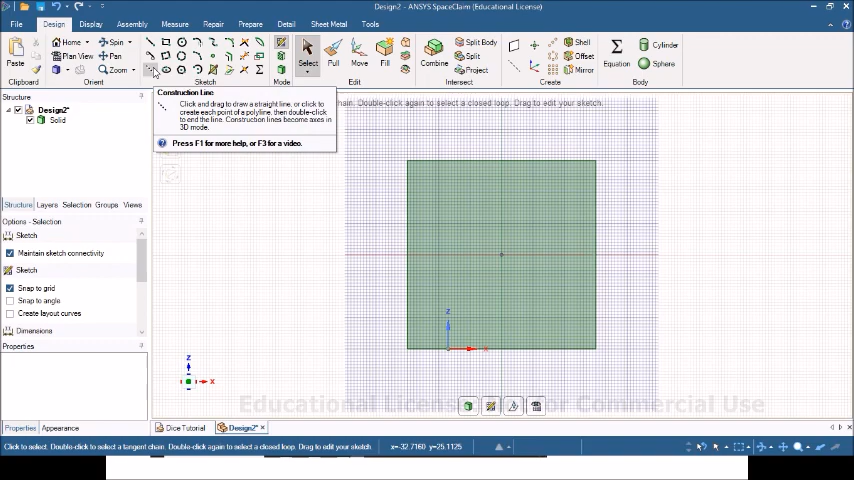 Design2* - ANSYS SpaceClaim (Educational License)
File Design Display Assembly Measure Repair Prepare Detail Sheet Metal Tools
Paste
Home
Plan View
Spin
Pan
Zoom
Select Pull Move Fill
Combine
Split Body
Split
Project
Shell
Offset
Mirror
Equation
Cylinder
Sphere
Clipboard Orient Sketch Mode Edit Intersect Create Body
Structure
Design2*
Solid
Construction Line
Click and drag to draw a straight line, or click to
create each point of a polyline, then double-click
to end the line. Construction lines become axes in
3D mode.
Press F1 for more help, or F3 for a video.
chain. Double-click again to select a closed loop. Drag to edit your sketch.
Structure Layers Selection Groups Views
Options - Selection
Sketch
Maintain sketch connectivity
Sketch
Snap to grid
Snap to angle
Create layout curves
Dimensions
Properties
Z
X
Z
X
Educational License
For Commercial Use
Properties Appearance
Dice Tutorial
Design2*
Click to select. Double-click to select a tangent chain. Double-click again to select a closed loop. Drag to edit your sketch.
x=-32.7160 y=25.1125